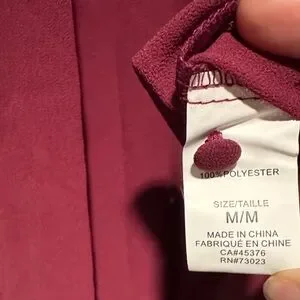 100% POLYESTER
SIZE/TAILLE
M/M
MADE IN CHINA
FABRIQUÉ EN CHINE
CA#45376
RN#73023